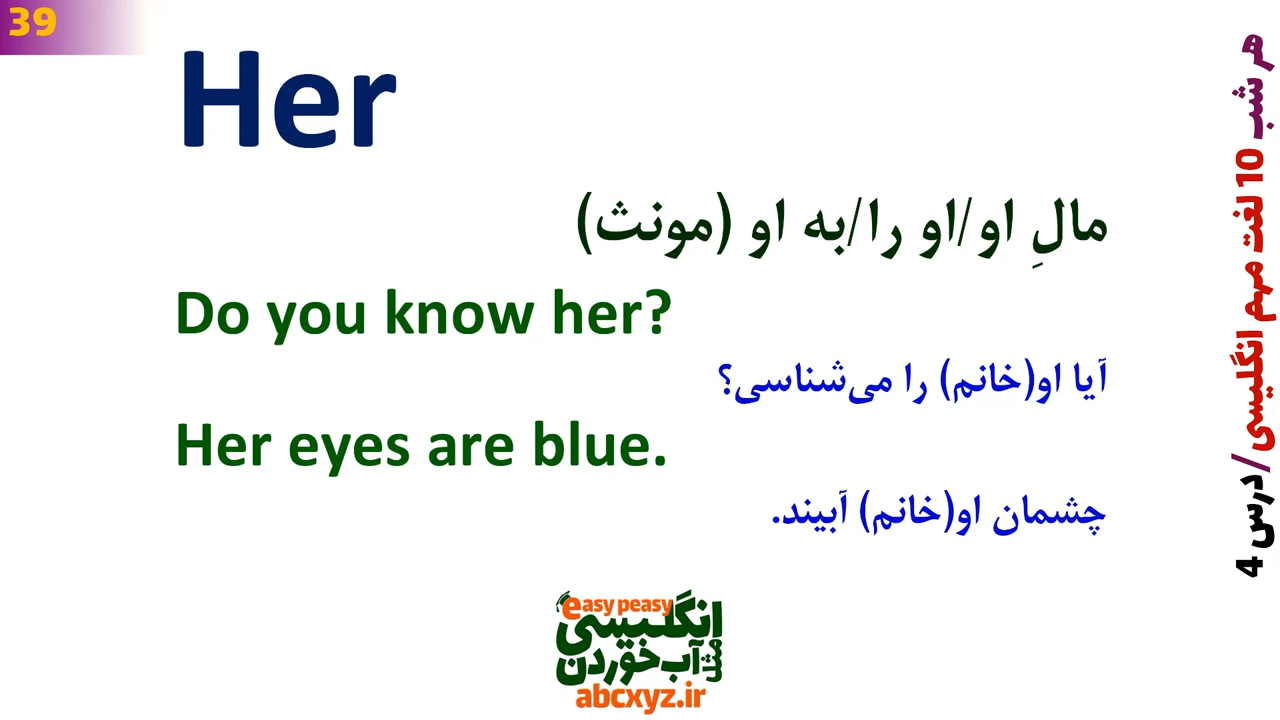 39
Her
مالِ او/او را/به او (مونث)
Do you know her?
آیا او(خانم) را می‌شناسی؟
Her eyes are blue.
چشمان او(خانم) آبیند.
هر شب 10 لغت مهم انگلیسی/درس 4
easy peasy
انگلیسی
مثل آب خوردن
abcxyz.ir